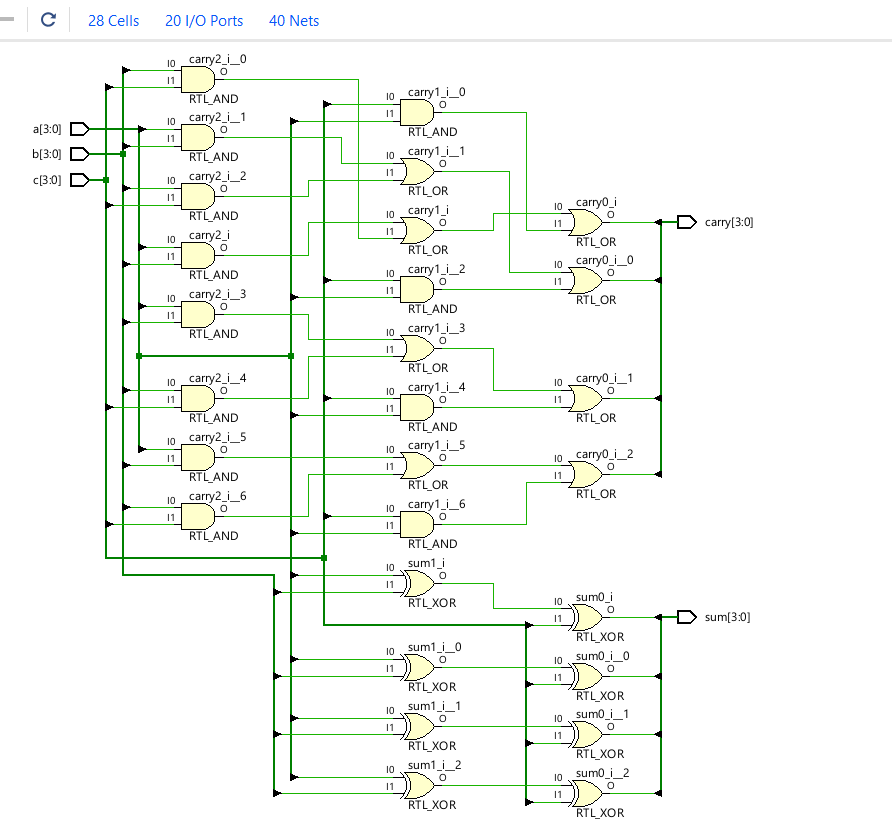 28 Cells 20 I/O Ports 40 Nets
a[3:0]
b[3:0]
c[3:0]
carry2_i__0
I0
I1
O
RTL_AND
carry2_i__1
I0
I1
O
RTL_AND
carry2_i__2
I0
I1
O
RTL_AND
carry2_i
I0
I1
O
RTL_AND
carry2_i__3
I0
I1
O
RTL_AND
carry2_i__4
I0
I1
O
RTL_AND
carry2_i__5
I0
I1
O
RTL_AND
carry2_i__6
I0
I1
O
RTL_AND
carry1_i__0
I0
I1
O
RTL_AND
carry1_i__1
I0
I1
O
RTL_OR
carry1_i
I0
I1
O
RTL_OR
carry1_i__2
I0
I1
O
RTL_AND
carry1_i__3
I0
I1
O
RTL_OR
carry1_i__4
I0
I1
O
RTL_AND
carry1_i__5
I0
I1
O
RTL_OR
carry1_i__6
I0
I1
O
RTL_AND
sum1_i
I0
I1
O
RTL_XOR
sum1_i__0
I0
I1
O
RTL_XOR
sum1_i__1
I0
I1
O
RTL_XOR
sum1_i__2
I0
I1
O
RTL_XOR
carry0_i
I0
I1
O
RTL_OR
carry0_i__0
I0
I1
O
RTL_OR
carry0_i__1
I0
I1
O
RTL_OR
carry0_i__2
I0
I1
O
RTL_OR
sum0_i
I0
I1
O
RTL_XOR
sum0_i__0
I0
I1
O
RTL_XOR
sum0_i__1
I0
I1
O
RTL_XOR
sum0_i__2
I0
I1
O
RTL_XOR
carry[3:0]
sum[3:0]